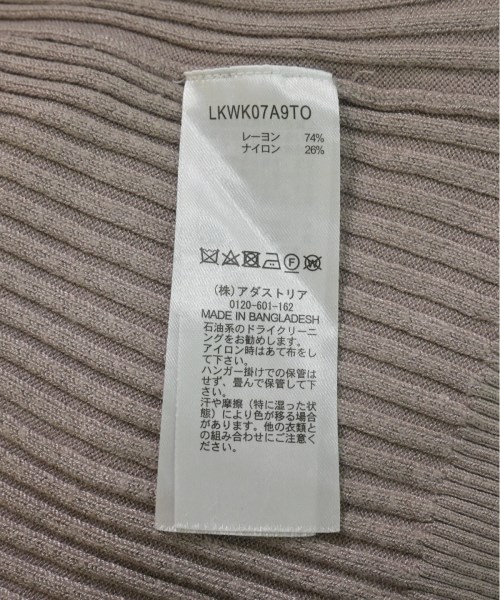 LKWK07A9TO
レーヨン 74%
ナイロン 26%
(株)アダストリア
0120-601-162
MADE IN BANGLADESH
石油系のドライクリーニ
ングをお勧めします。
アイロン時はあて布をし
て下さい。
ハンガー掛けでの保管は
せず、畳んで保管して下
さい。
汗や摩擦(特に湿った状
態)により色が移る場合
があります。他の衣類と
の組み合わせにご注意く
ださい。